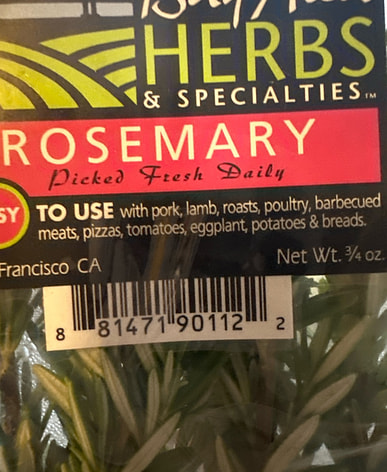 HERBS
& SPECIALTIES™
ROSEMARY
Picked Fresh Daily
TO USE with pork, lamb, roasts, poultry, barbecued
meats, pizzas, tomatoes, eggplant, potatoes & breads.
Francisco CA
Net Wt. ¾ oz.
8 81471 90112 2